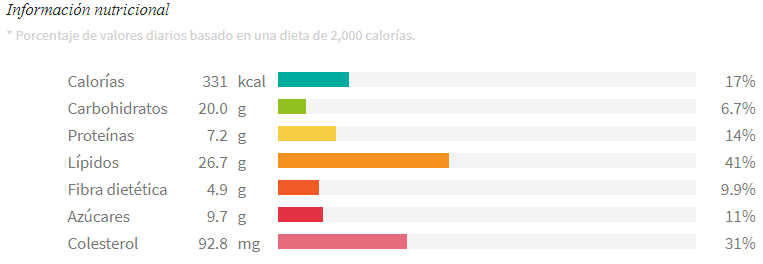 Información nutricional
* Porcentaje de valores diarios basado en una dieta de 2,000 calorías.
Calorías 331 kcal 17%
Carbohidratos 20.0 g 6.7%
Proteínas 7.2 g 14%
Lípidos 26.7 g 41%
Fibra dietética 4.9 g 9.9%
Azúcares 9.7 g 11%
Colesterol 92.8 mg 31%